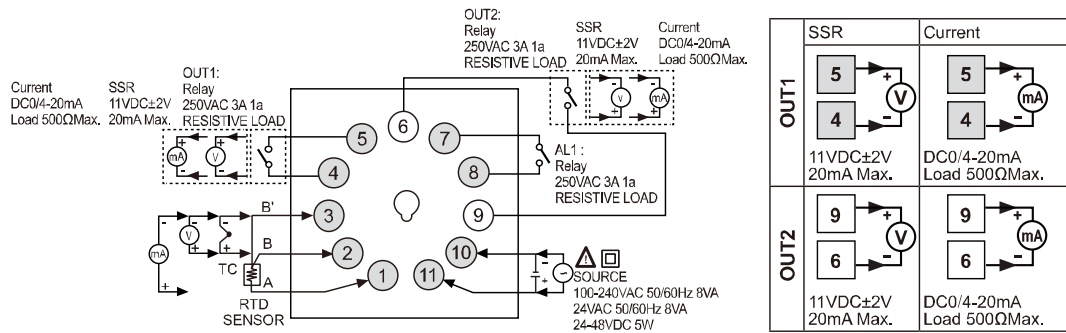 OUT2:
Relay
250VAC 3A 1a
RESISTIVE LOAD
SSR
11VDC±2V
20mA Max.
Current
DC0/4-20mA
Load 500ΩMax.
Current
DC0/4-20mA
Load 500ΩMax.
SSR
11VDC±2V
20mA Max.
OUT1:
Relay
250VAC 3A 1a
RESISTIVE LOAD
+
-
mA
+
-
V
V
mA
5
6
7
4
8
3
9
2
10
1
11
AL1 :
Relay
250VAC 3A 1a
RESISTIVE LOAD
B'
B
A
-
mA
+
-
V
+
-
+
TC
RTD
SENSOR
-
+
SOURCE
100-240VAC 50/60Hz 8VA
24VAC 50/60Hz 8VA
24-48VDC 5W
SSR
Current
OUT1
5
4
+
V
-
11VDC±2V
20mA Max.
5
4
+
mA
-
DC0/4-20mA
Load 500ΩMax.
OUT2
9
6
+
V
-
11VDC±2V
20mA Max.
9
6
+
mA
-
DC0/4-20mA
Load 500ΩMax.